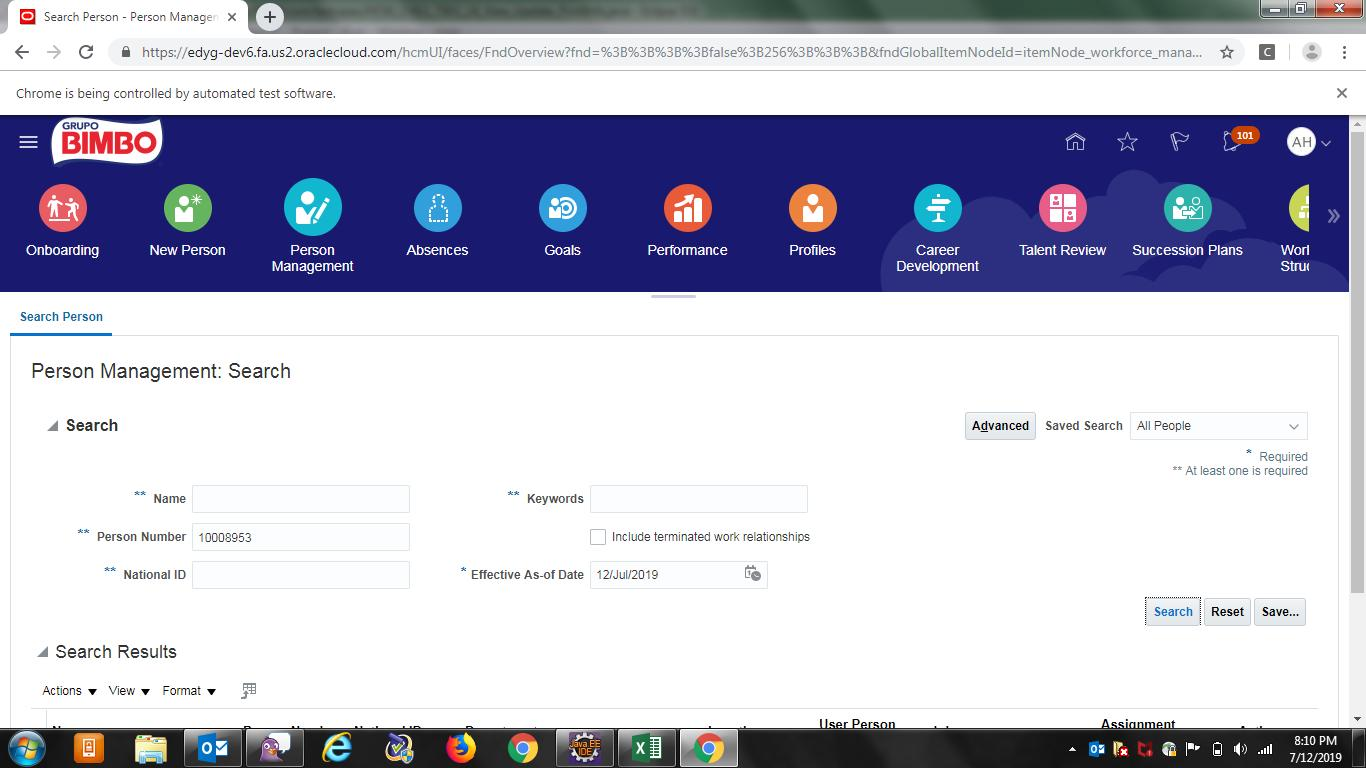 Search Person - Person Managem
https://edyg-dev6.fa.us2.oraclecloud.com/hcmUI/faces/FndOverview?fnd=%3B%3B%3B%3Bfalse%3B256%3B%3B%3B&fndGlobalItemNodeId=itemNode_workforce_mana...
C
Chrome is being controlled by automated test software.
GRUPO
BIMBO
101
AH
Onboarding
New Person
Person
Management
Absences
Goals
Performance
Profiles
Career
Development
Talent Review
Succession Plans
Search Person
Person Management: Search
Search
Advanced Saved Search All People
* Required
** At least one is required
** Name
** Keywords
** Person Number 10008953
Include terminated work relationships
** National ID
* Effective As-of Date 12/Jul/2019
Search Reset Save...
Search Results
Actions View Format
User Person
Assignment
Java EE
IDE
8:10 PM
7/12/2019